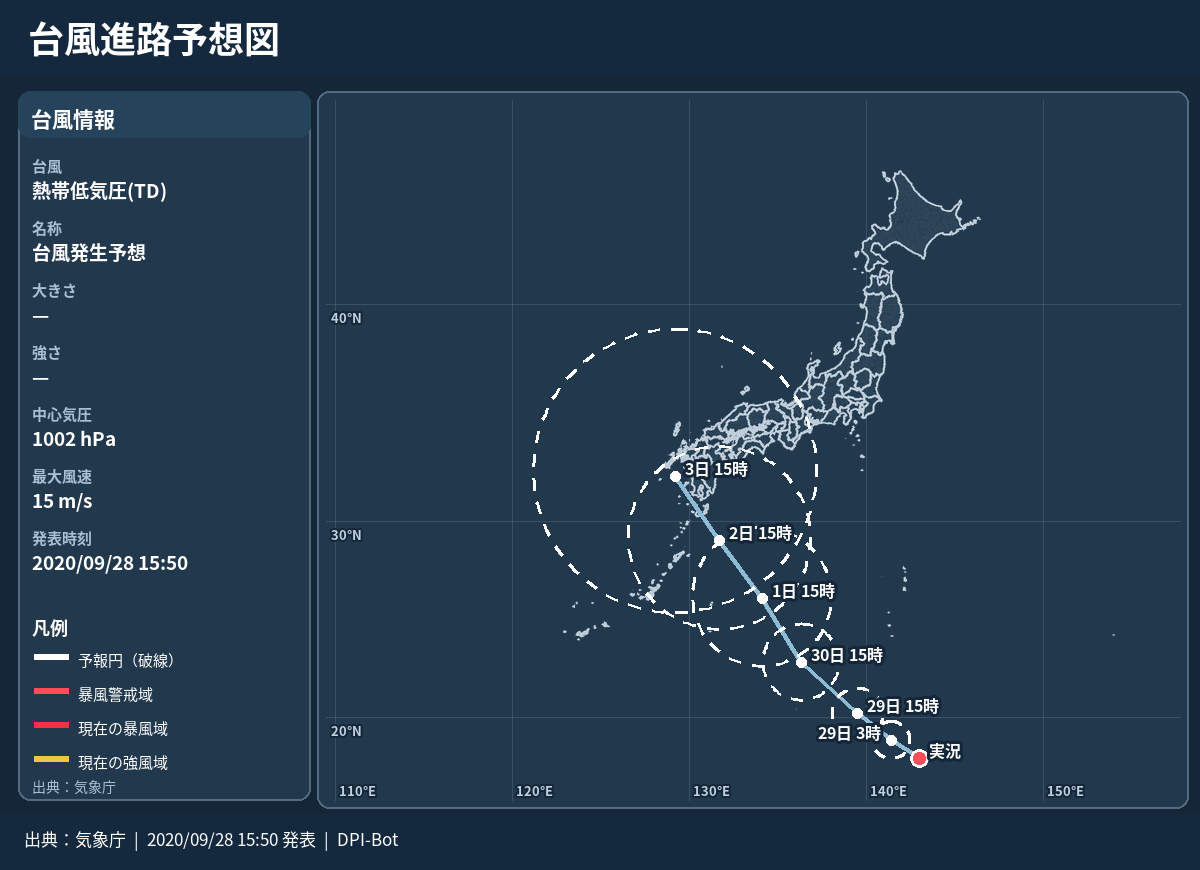 台風進路予想図
台風情報
台風
熱帯低気圧(TD)
名称
台風発生予想
大きさ
—
強さ
—
中心気圧
1002 hPa
最大風速
15 m/s
発表時刻
2020/09/28 15:50
凡例
予報円（破線）
暴風警戒域
現在の暴風域
現在の強風域
出典：気象庁
40°N
30°N
20°N
110°E
120°E
130°E
140°E
150°E
3日 15時
2日 15時
1日 15時
30日 15時
29日 15時
29日 3時
実況
出典：気象庁 | 2020/09/28 15:50 発表 | DPI-Bot